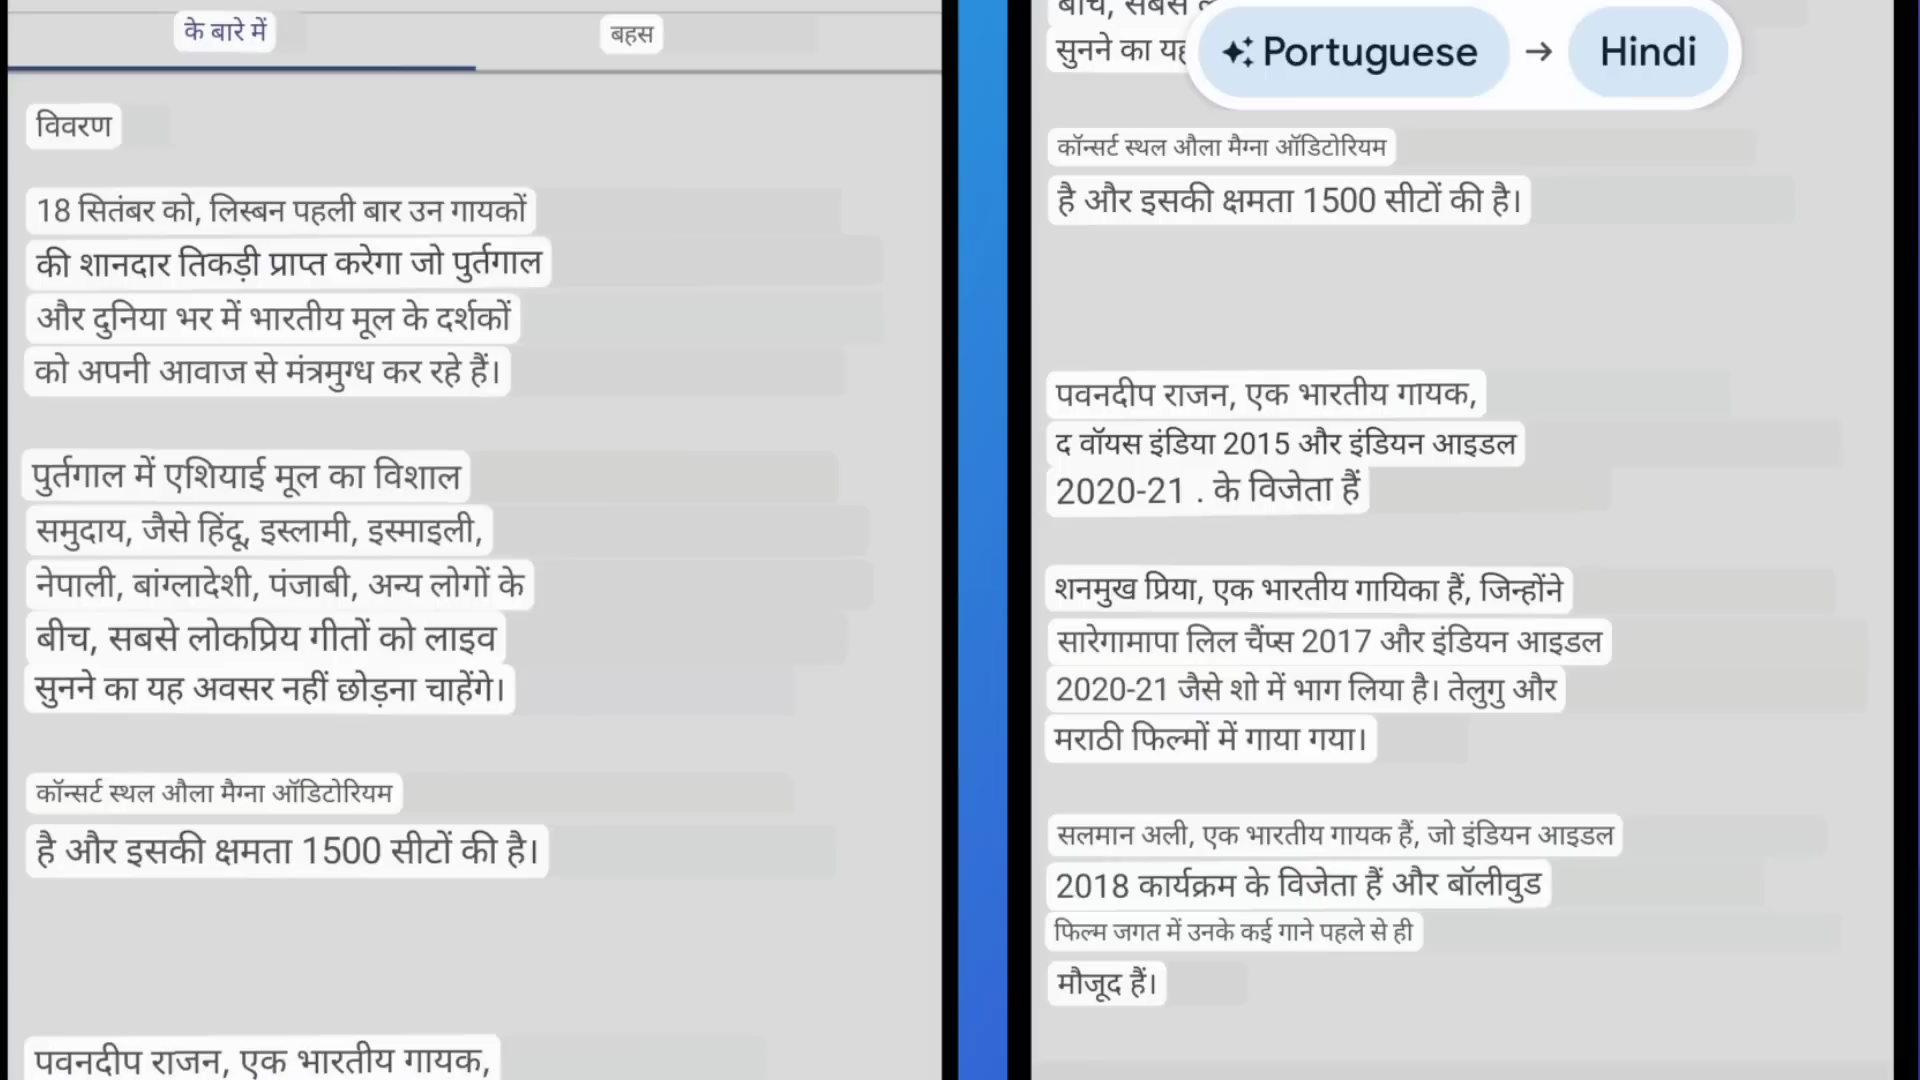 के बारे में
बहस
विवरण
18 सितंबर को, लिस्बन पहली बार उन गायकों
की शानदार तिकड़ी प्राप्त करेगा जो पुर्तगाल
और दुनिया भर में भारतीय मूल के दर्शकों
को अपनी आवाज से मंत्रमुग्ध कर रहे हैं।
पुर्तगाल में एशियाई मूल का विशाल
समुदाय, जैसे हिंदू, इस्लामी, इस्माइली,
नेपाली, बांग्लादेशी, पंजाबी, अन्य लोगों के
बीच, सबसे लोकप्रिय गीतों को लाइव
सुनने का यह अवसर नहीं छोड़ना चाहेंगे।
कॉन्सर्ट स्थल औला मैग्ना ऑडिटोरियम
है और इसकी क्षमता 1500 सीटों की है।
पवनदीप राजन, एक भारतीय गायक,
बीच, सबसे
सुनने का यह
Portuguese → Hindi
कॉन्सर्ट स्थल औला मैग्ना ऑडिटोरियम
है और इसकी क्षमता 1500 सीटों की है।
पवनदीप राजन, एक भारतीय गायक,
द वॉयस इंडिया 2015 और इंडियन आइडल
2020-21 . के विजेता हैं
शनमुख प्रिया, एक भारतीय गायिका हैं, जिन्होंने
सारेगामापा लिल चैंप्स 2017 और इंडियन आइडल
2020-21 जैसे शो में भाग लिया है। तेलुगु और
मराठी फिल्मों में गाया गया।
सलमान अली, एक भारतीय गायक हैं, जो इंडियन आइडल
2018 कार्यक्रम के विजेता हैं और बॉलीवुड
फिल्म जगत में उनके कई गाने पहले से ही
मौजूद हैं।